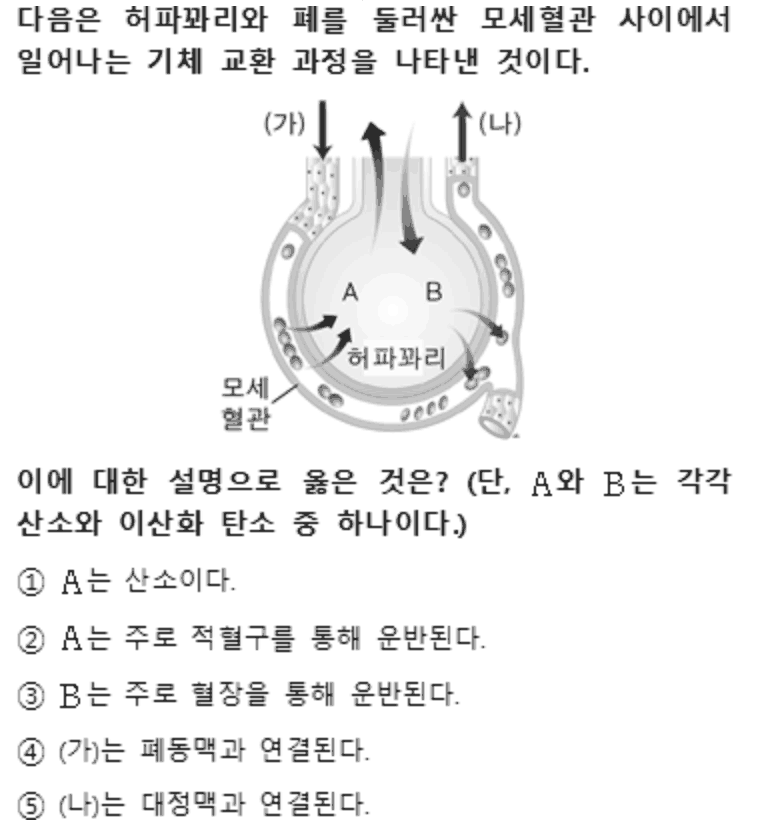 다음은 허파꽈리와 폐를 둘러싼 모세혈관 사이에서
일어나는 기체 교환 과정을 나타낸 것이다.
(가)
(나)
A
B
허파꽈리
모세
혈관
이에 대한 설명으로 옳은 것은? (단, A와 B는 각각
산소와 이산화 탄소 중 하나이다.)
① A는 산소이다.
② A는 주로 적혈구를 통해 운반된다.
③ B는 주로 혈장을 통해 운반된다.
④ (가)는 폐동맥과 연결된다.
⑤ (나)는 대정맥과 연결된다.